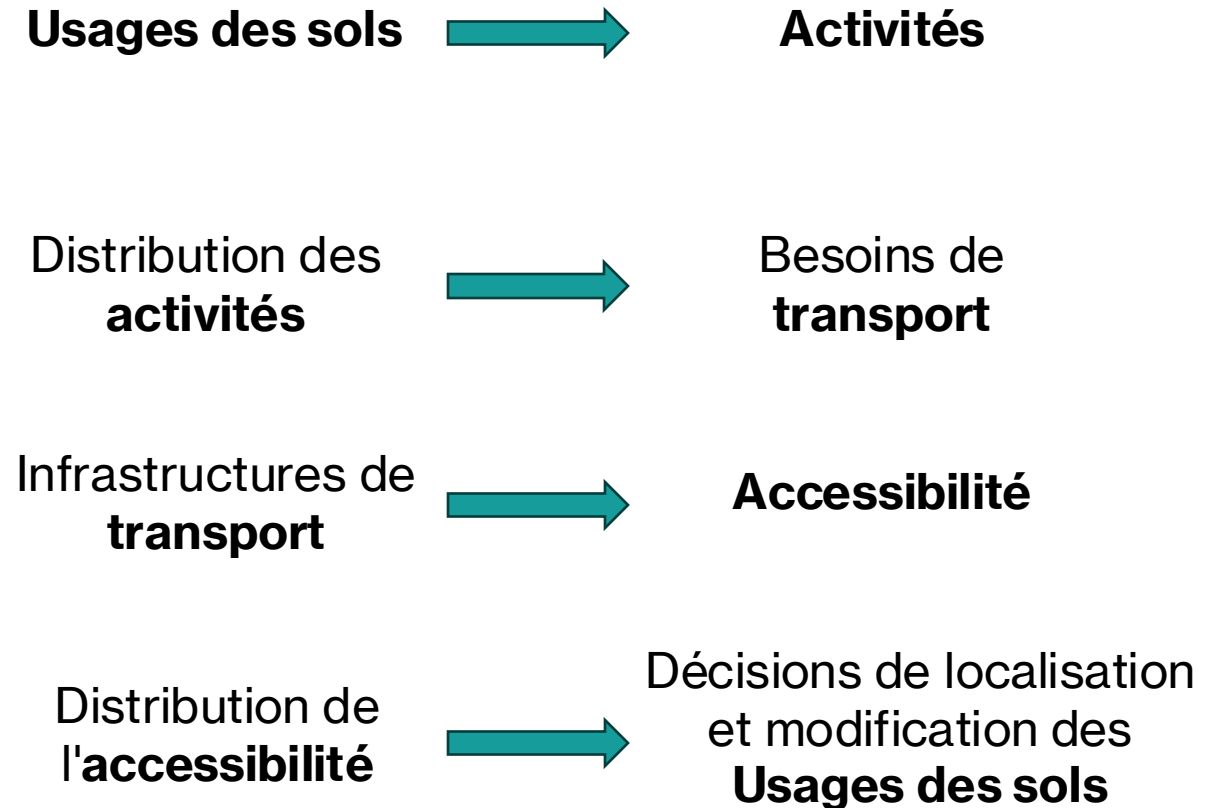 Usages des sols
Activités
Distribution des
activités
Besoins de
transport
Infrastructures de
transport
Accessibilité
Distribution de
l'accessibilité
Décisions de localisation
et modification des
Usages des sols